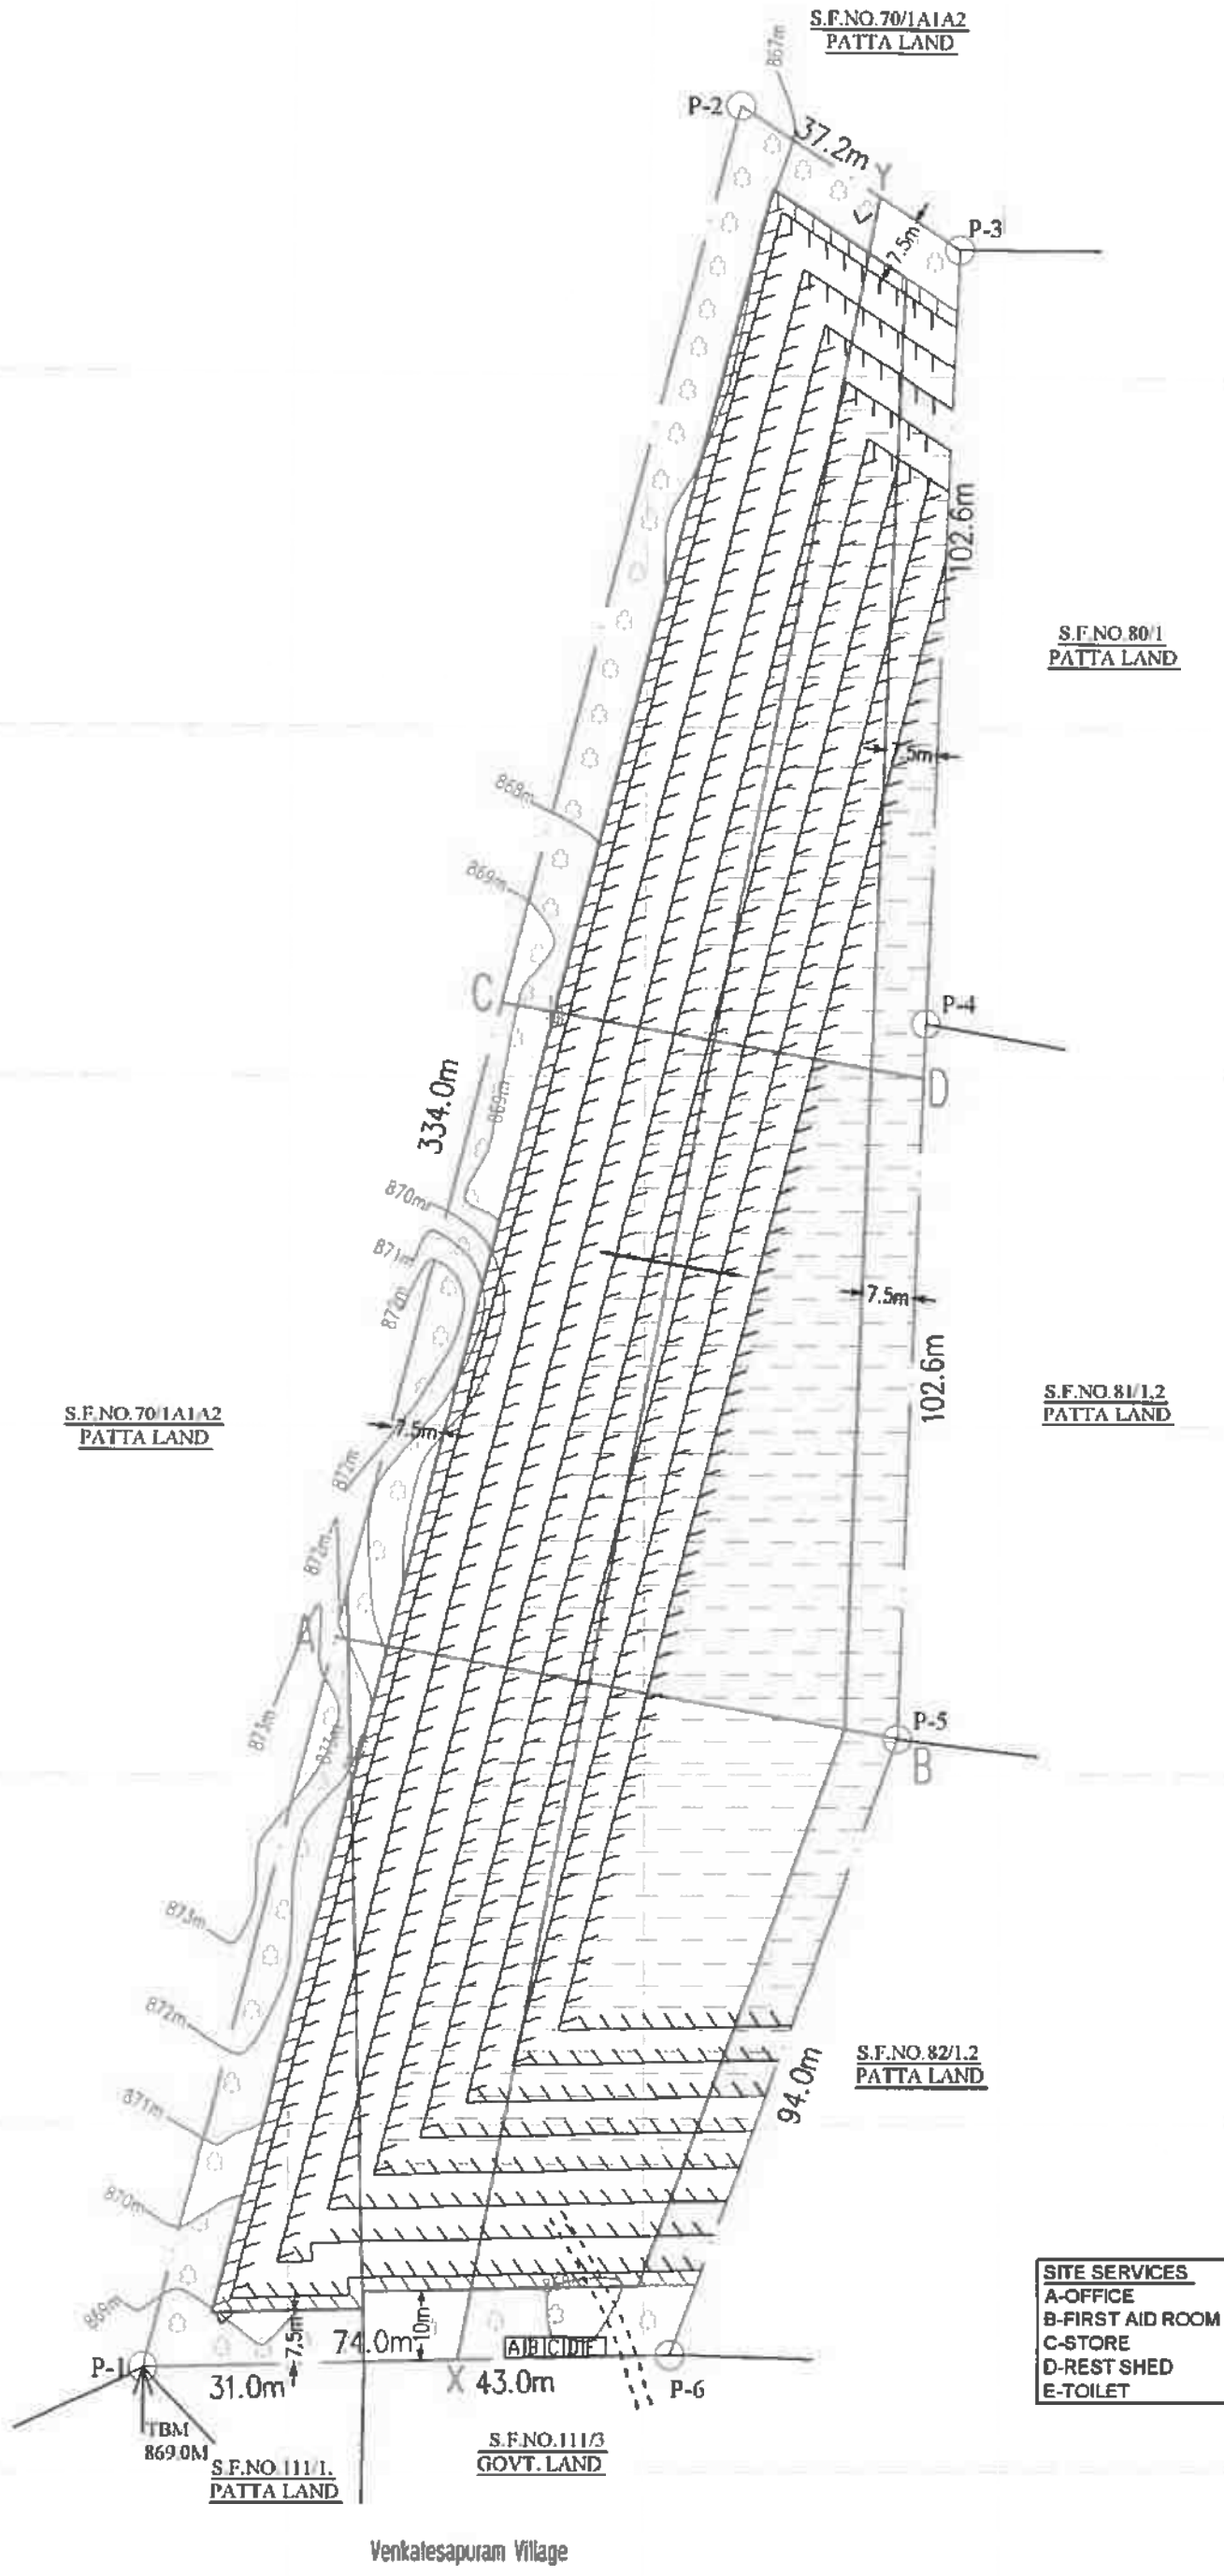 S.F.NO.70/1A1A2
PATTA LAND
867m
P-2
37.2m
Y
7.5m
P-3
102.6m
S.F.NO.80/1
PATTA LAND
7.5m
868m
869m
C
P-4
D
334.0m
869m
870m
871m
872m
7.5m
102.6m
S.F.NO.70/1A1A2
PATTA LAND
S.F.NO.81/1,2
PATTA LAND
7.5m
872m
872m
A
P-5
B
873m
873m
873m
872m
S.F.NO.82/1.2
PATTA LAND
94.0m
871m
870m
869m
7.5m
74.0m
10m
A B C D
P-1
31.0m
X
43.0m
P-6
TBM
869.0M
S.F.NO.111/1.
PATTA LAND
S.F.NO.111/3
GOVT. LAND
SITE SERVICES
A-OFFICE
B-FIRST AID ROOM
C-STORE
D-REST SHED
E-TOILET
Venkatesapuram Village